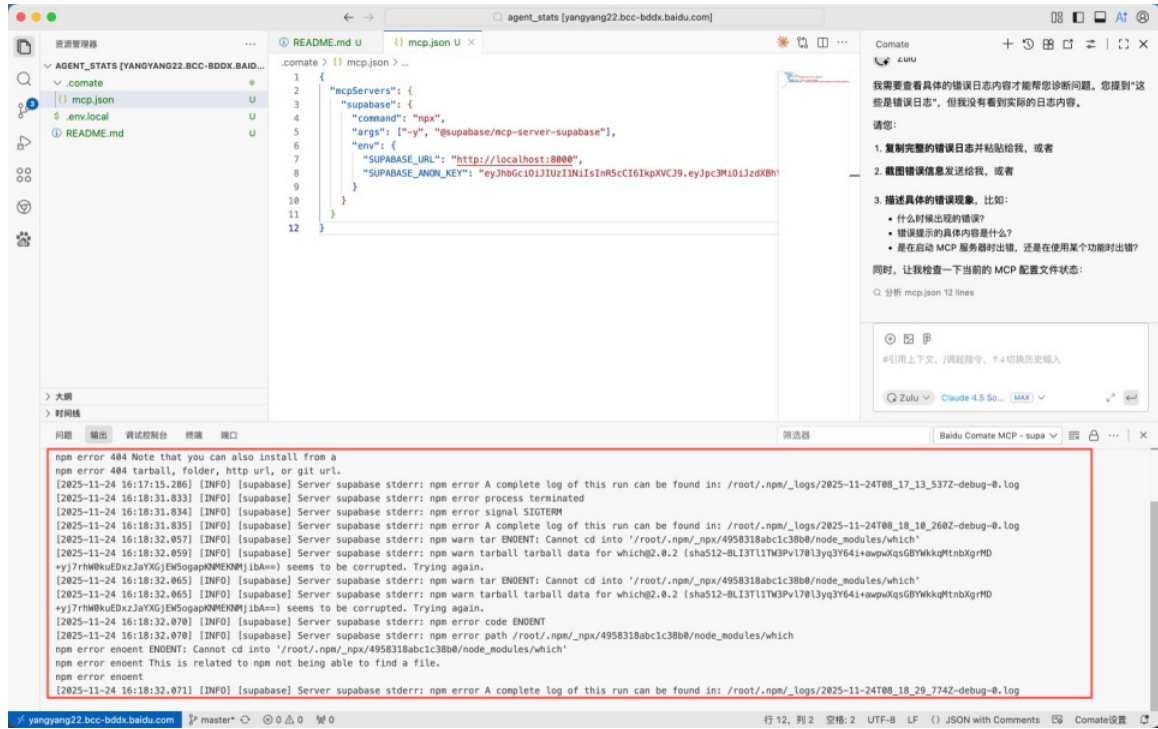 agent_stats [yangyang22.bcc-bddx.baidu.com]
资源管理器
AGENT_STATS [YANGYANG22.BCC-BDDX.BAID...
.comate
mcp.json U
.env.local U
README.md U
大纲
时间线
README.md U
mcp.json U
.comate > {} mcp.json > ...
1 {
2 "mcpServers": {
3 "supabase": {
4 "command": "npx",
5 "args": ["-y", "@supabase/mcp-server-supabase"],
6 "env": {
7 "SUPABASE_URL": "http://localhost:8000",
8 "SUPABASE_ANON_KEY": "eyJhbGciOiJIUzI1NiIsInR5cCI6IkpXVCJ9.eyJpc3MiOiJzdXBh
9 }
10 }
11 }
12 }
Comate
Zulu
我需要查看具体的错误日志内容才能帮您诊断问题。您提到"这
些是错误日志"，但我没有看到实际的日志内容。
请您：
1. 复制完整的错误日志并粘贴给我，或者
2. 截图错误信息发送给我，或者
3. 描述具体的错误现象，比如：
• 什么时候出现的错误?
• 错误提示的具体内容是什么?
• 是在启动 MCP 服务器时出错，还是在使用某个功能时出错?
同时，让我检查一下当前的 MCP 配置文件状态：
分析 mcp.json 12 lines
#引用上下文，/调起指令，↑↓切换历史输入
Zulu
Claude 4.5 So... MAX
问题 输出 调试控制台 终端 端口
筛选器
Baidu Comate MCP - supa
npm error 404 Note that you can also install from a
npm error 404 tarball, folder, http url, or git url.
[2025-11-24 16:17:15.286] [INFO] [supabase] Server supabase stderr: npm error A complete log of this run can be found in: /root/.npm/_logs/2025-11-24T08_17_13_537Z-debug-0.log
[2025-11-24 16:18:31.833] [INFO] [supabase] Server supabase stderr: npm error process terminated
[2025-11-24 16:18:31.834] [INFO] [supabase] Server supabase stderr: npm error signal SIGTERM
[2025-11-24 16:18:31.835] [INFO] [supabase] Server supabase stderr: npm error A complete log of this run can be found in: /root/.npm/_logs/2025-11-24T08_18_10_260Z-debug-0.log
[2025-11-24 16:18:32.057] [INFO] [supabase] Server supabase stderr: npm warn tar ENOENT: Cannot cd into '/root/.npm/_npx/4958318abc1c38b0/node_modules/which'
[2025-11-24 16:18:32.059] [INFO] [supabase] Server supabase stderr: npm warn tarball tarball data for which@2.0.2 (sha512-BLI3Tl1TW3Pvl70l3yq3Y64i+awpwXqsGBYWkkqMtnbXgrMD
+yj7rhW0kuEDxzJaYXGjEW5ogapKNMEKNMjibA==) seems to be corrupted. Trying again.
[2025-11-24 16:18:32.065] [INFO] [supabase] Server supabase stderr: npm warn tar ENOENT: Cannot cd into '/root/.npm/_npx/4958318abc1c38b0/node_modules/which'
[2025-11-24 16:18:32.065] [INFO] [supabase] Server supabase stderr: npm warn tarball tarball data for which@2.0.2 (sha512-BLI3Tl1TW3Pvl70l3yq3Y64i+awpwXqsGBYWkkqMtnbXgrMD
+yj7rhW0kuEDxzJaYXGjEW5ogapKNMEKNMjibA==) seems to be corrupted. Trying again.
[2025-11-24 16:18:32.070] [INFO] [supabase] Server supabase stderr: npm error code ENOENT
[2025-11-24 16:18:32.070] [INFO] [supabase] Server supabase stderr: npm error path /root/.npm/_npx/4958318abc1c38b0/node_modules/which
npm error enoent ENOENT: Cannot cd into '/root/.npm/_npx/4958318abc1c38b0/node_modules/which'
npm error enoent This is related to npm not being able to find a file.
npm error enoent
[2025-11-24 16:18:32.071] [INFO] [supabase] Server supabase stderr: npm error A complete log of this run can be found in: /root/.npm/_logs/2025-11-24T08_18_29_774Z-debug-0.log
yangyang22.bcc-bddx.baidu.com master* 0 0 0
行 12，列 2 空格: 2 UTF-8 LF {} JSON with Comments Comate设置